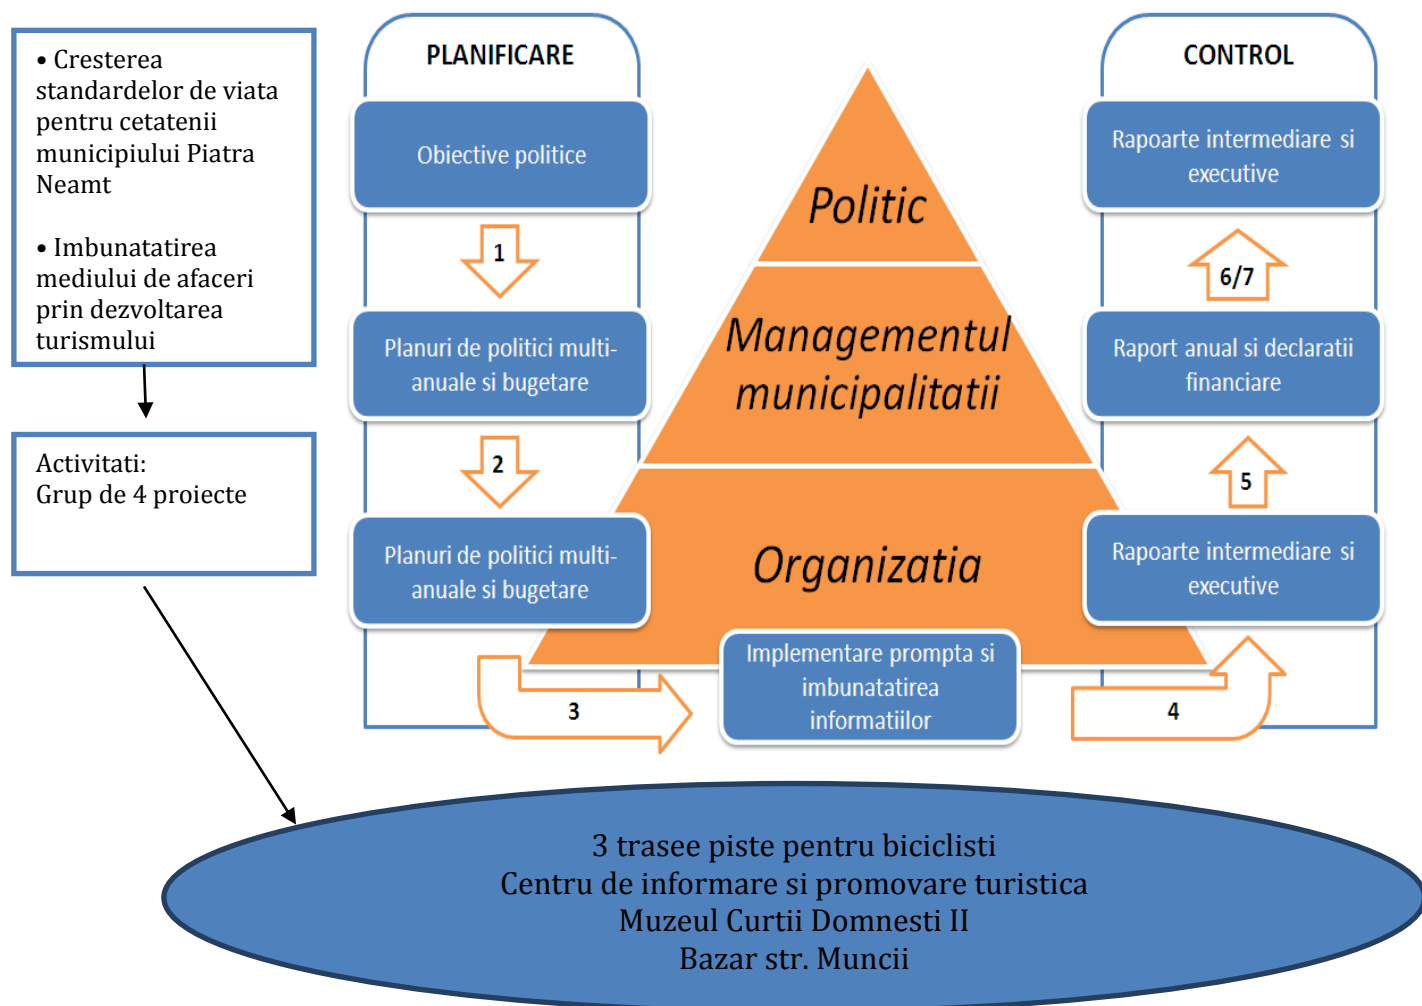 • Cresterea
standardelor de viata
pentru cetatenii
municipiului Piatra
Neamt
• Imbunatatirea
mediului de afaceri
prin dezvoltarea
turismului
Activitati:
Grup de 4 proiecte
PLANIFICARE
Obiective politice
1
Planuri de politici multi-
anuale si bugetare
2
Planuri de politici multi-
anuale si bugetare
3
Politic
Managementul
municipalitatii
Organizatia
Implementare prompta si
imbunatatirea
informatiilor
CONTROL
Rapoarte intermediare si
executive
6/7
Raport anual si declaratii
financiare
5
Rapoarte intermediare si
executive
4
3 trasee piste pentru biciclisti
Centru de informare si promovare turistica
Muzeul Curtii Domnesti II
Bazar str. Muncii